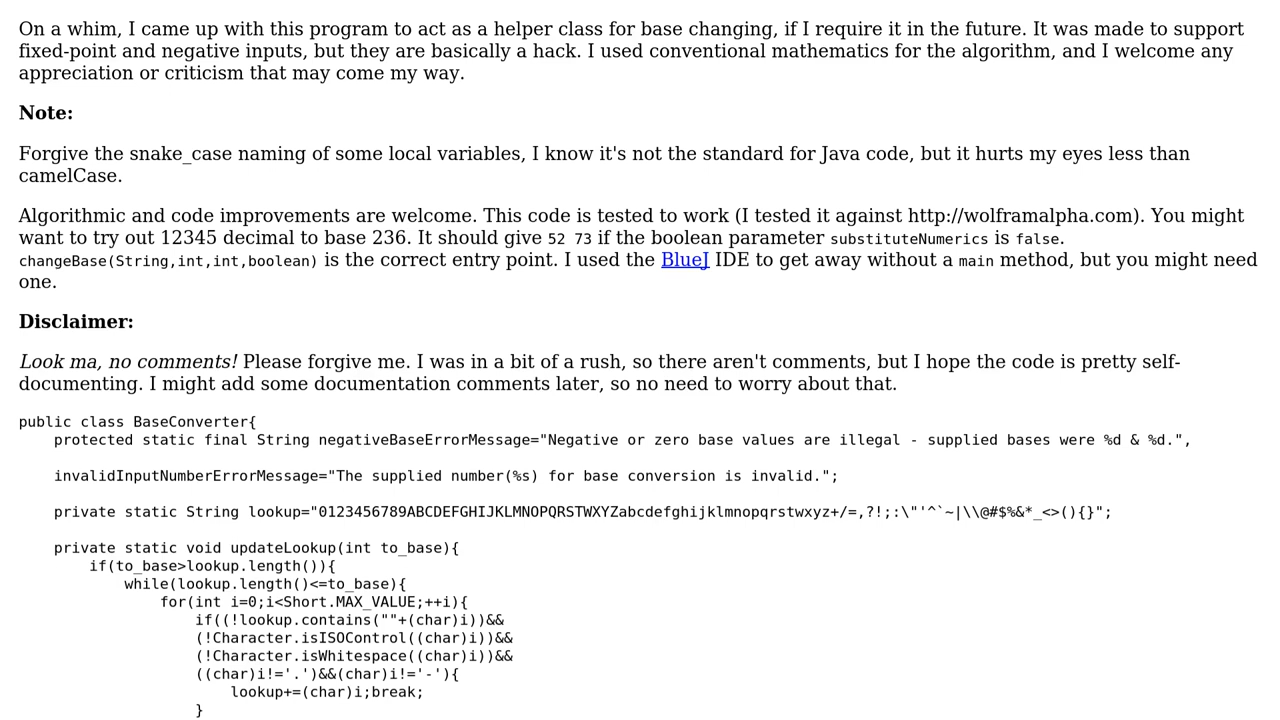 On a whim, I came up with this program to act as a helper class for base changing, if I require it in the future. It was made to support
fixed-point and negative inputs, but they are basically a hack. I used conventional mathematics for the algorithm, and I welcome any
appreciation or criticism that may come my way.
Note:
Forgive the snake_case naming of some local variables, I know it's not the standard for Java code, but it hurts my eyes less than
camelCase.
Algorithmic and code improvements are welcome. This code is tested to work (I tested it against http://wolframalpha.com). You might
want to try out 12345 decimal to base 236. It should give 52 73 if the boolean parameter substituteNumerics is false.
changeBase(String,int,int,boolean) is the correct entry point. I used the BlueJ IDE to get away without a main method, but you might need
one.
Disclaimer:
Look ma, no comments! Please forgive me. I was in a bit of a rush, so there aren't comments, but I hope the code is pretty self-
documenting. I might add some documentation comments later, so no need to worry about that.
public class BaseConverter{
    protected static final String negativeBaseErrorMessage="Negative or zero base values are illegal - supplied bases were %d & %d.",
    invalidInputNumberErrorMessage="The supplied number(%s) for base conversion is invalid.";
    private static String lookup="0123456789ABCDEFGHIJKLMNOPQRSTWXYZabcdefghijklmnopqrstwxyz+/=,?!;:\"'^`~|\\@#$%&*_<>(){}";
    private static void updateLookup(int to_base){
        if(to_base>lookup.length()){
            while(lookup.length()<=to_base){
                for(int i=0;i<Short.MAX_VALUE;++i){
                    if((!lookup.contains(""+(char)i))&&
                    (!Character.isISOControl((char)i))&&
                    (!Character.isWhitespace((char)i))&&
                    ((char)i!='.')&&(char)i!='-'){
                        lookup+=(char)i;break;
                    }